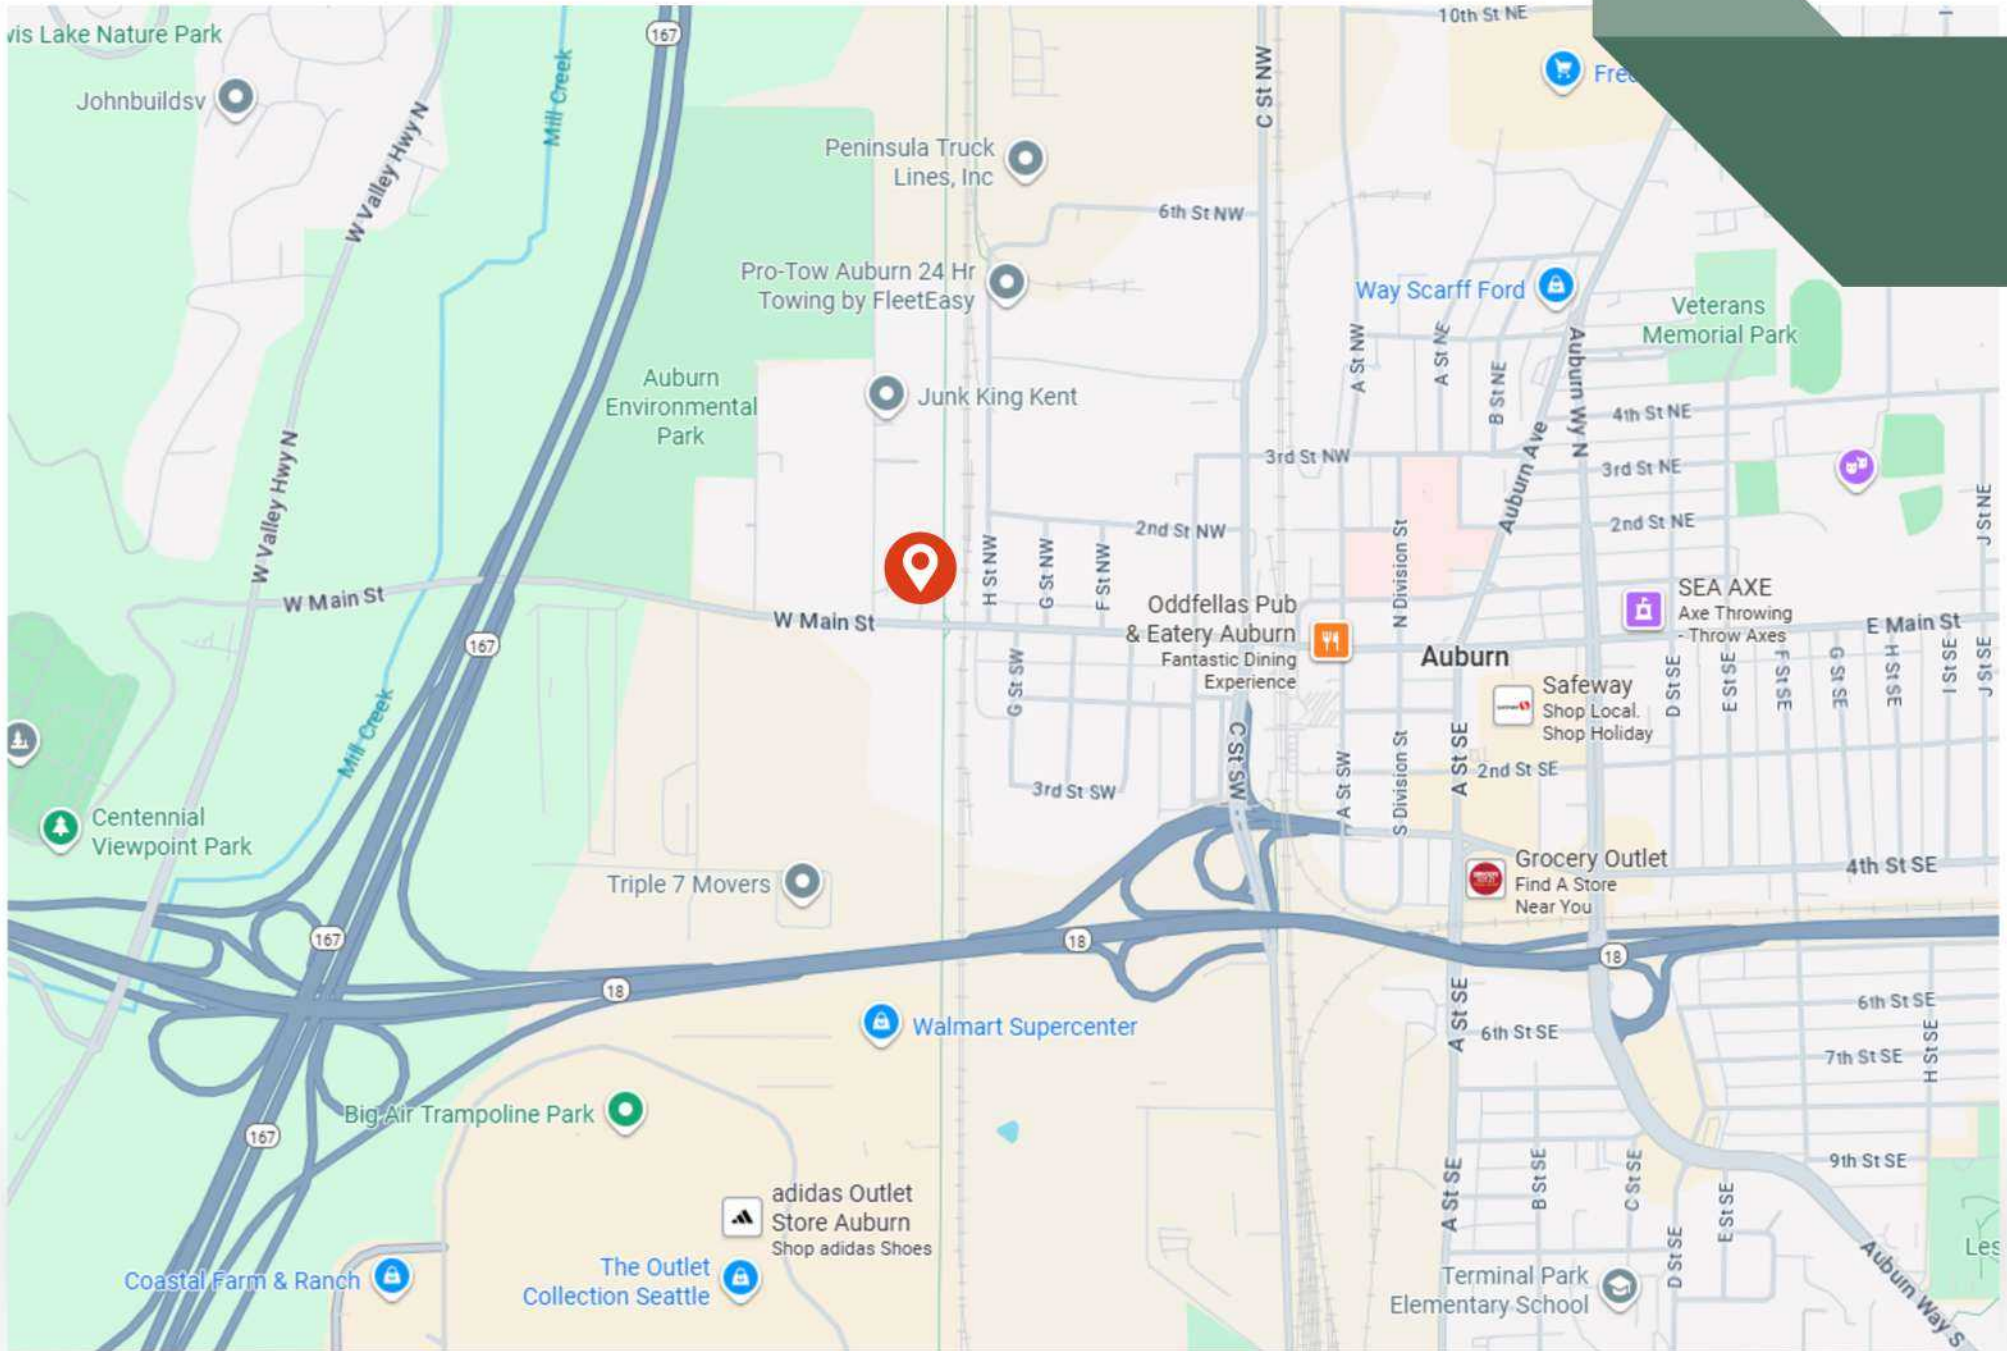 10th St NE
vis Lake Nature Park
167
Fre
Johnbuildsv
Mill Creek
C St NW
W Valley Hwy N
Peninsula Truck
Lines, Inc
6th St NW
Pro-Tow Auburn 24 Hr
Towing by FleetEasy
Way Scarff Ford
Veterans
Memorial Park
A St NW
A St NE
B St NE
Auburn Wy N
Auburn
Environmental
Park
Junk King Kent
4th St NE
Auburn Ave
3rd St NW
3rd St NE
W Valley Hwy N
2nd St NW
2nd St NE
J St NE
H St NW
G St NW
F St NW
N Division St
W Main St
W Main St
Oddfellas Pub
& Eatery Auburn
Fantastic Dining
Experience
SEA AXE
Axe Throwing
- Throw Axes
E Main St
Auburn
167
G St SW
Safeway
Shop Local.
Shop Holiday
D St SE
E St SE
F St SE
G St SE
H St SE
I St SE
J St SE
Mill Creek
C St SW
A St SW
S Division St
A St SE
2nd St SE
3rd St SW
Centennial
Viewpoint Park
Triple 7 Movers
Grocery Outlet
Find A Store
Near You
4th St SE
167
18
18
18
A St SE
6th St SE
6th St SE
7th St SE
H St SE
Walmart Supercenter
Big Air Trampoline Park
167
9th St SE
A St SE
B St SE
C St SE
E St SE
D St SE
adidas Outlet
Store Auburn
Shop adidas Shoes
Coastal Farm & Ranch
The Outlet
Collection Seattle
Terminal Park
Elementary School
Auburn Way S
Les